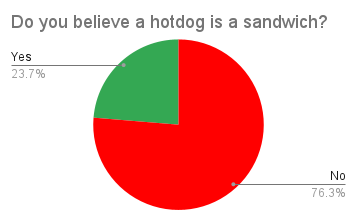 Do you believe a hotdog is a sandwich?
Yes
23.7%
No
76.3%